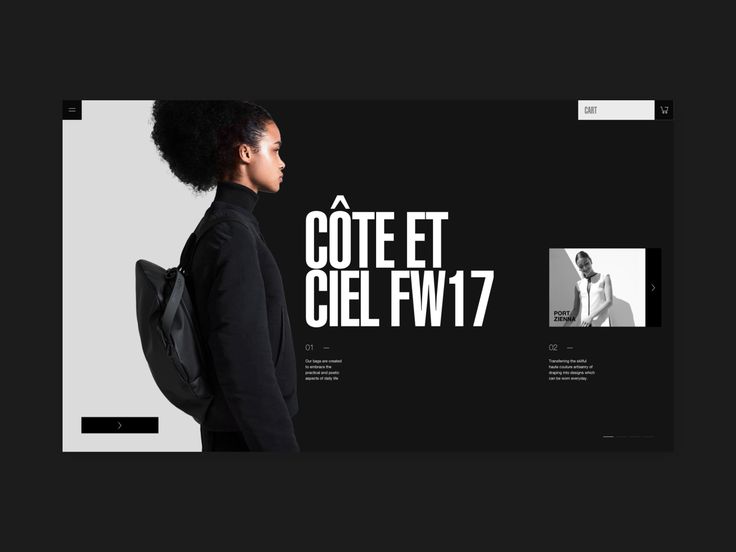 CART
CÔTE ET
CIEL FW17
PORT
ZIENNA
01
Our bags are created
to embrace the
practical and poetic
aspects of daily life
02
Transferring the skilful
haute couture artisanry of
draping into designs which
can be worn everyday.